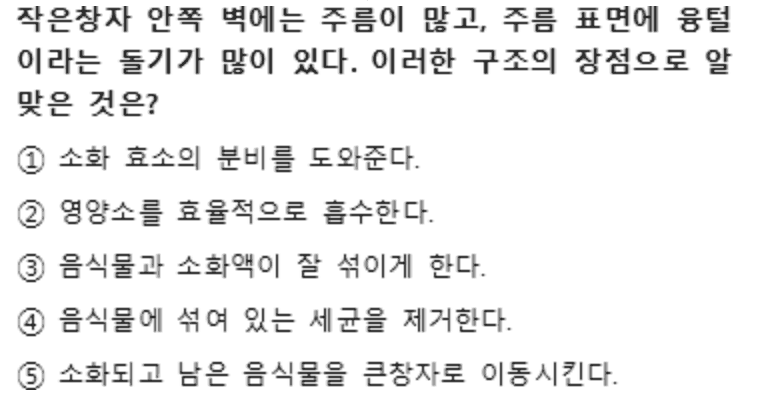 작은창자 안쪽 벽에는 주름이 많고, 주름 표면에 융털
이라는 돌기가 많이 있다. 이러한 구조의 장점으로 알
맞은 것은?
① 소화 효소의 분비를 도와준다.
② 영양소를 효율적으로 흡수한다.
③ 음식물과 소화액이 잘 섞이게 한다.
④ 음식물에 섞여 있는 세균을 제거한다.
⑤ 소화되고 남은 음식물을 큰창자로 이동시킨다.